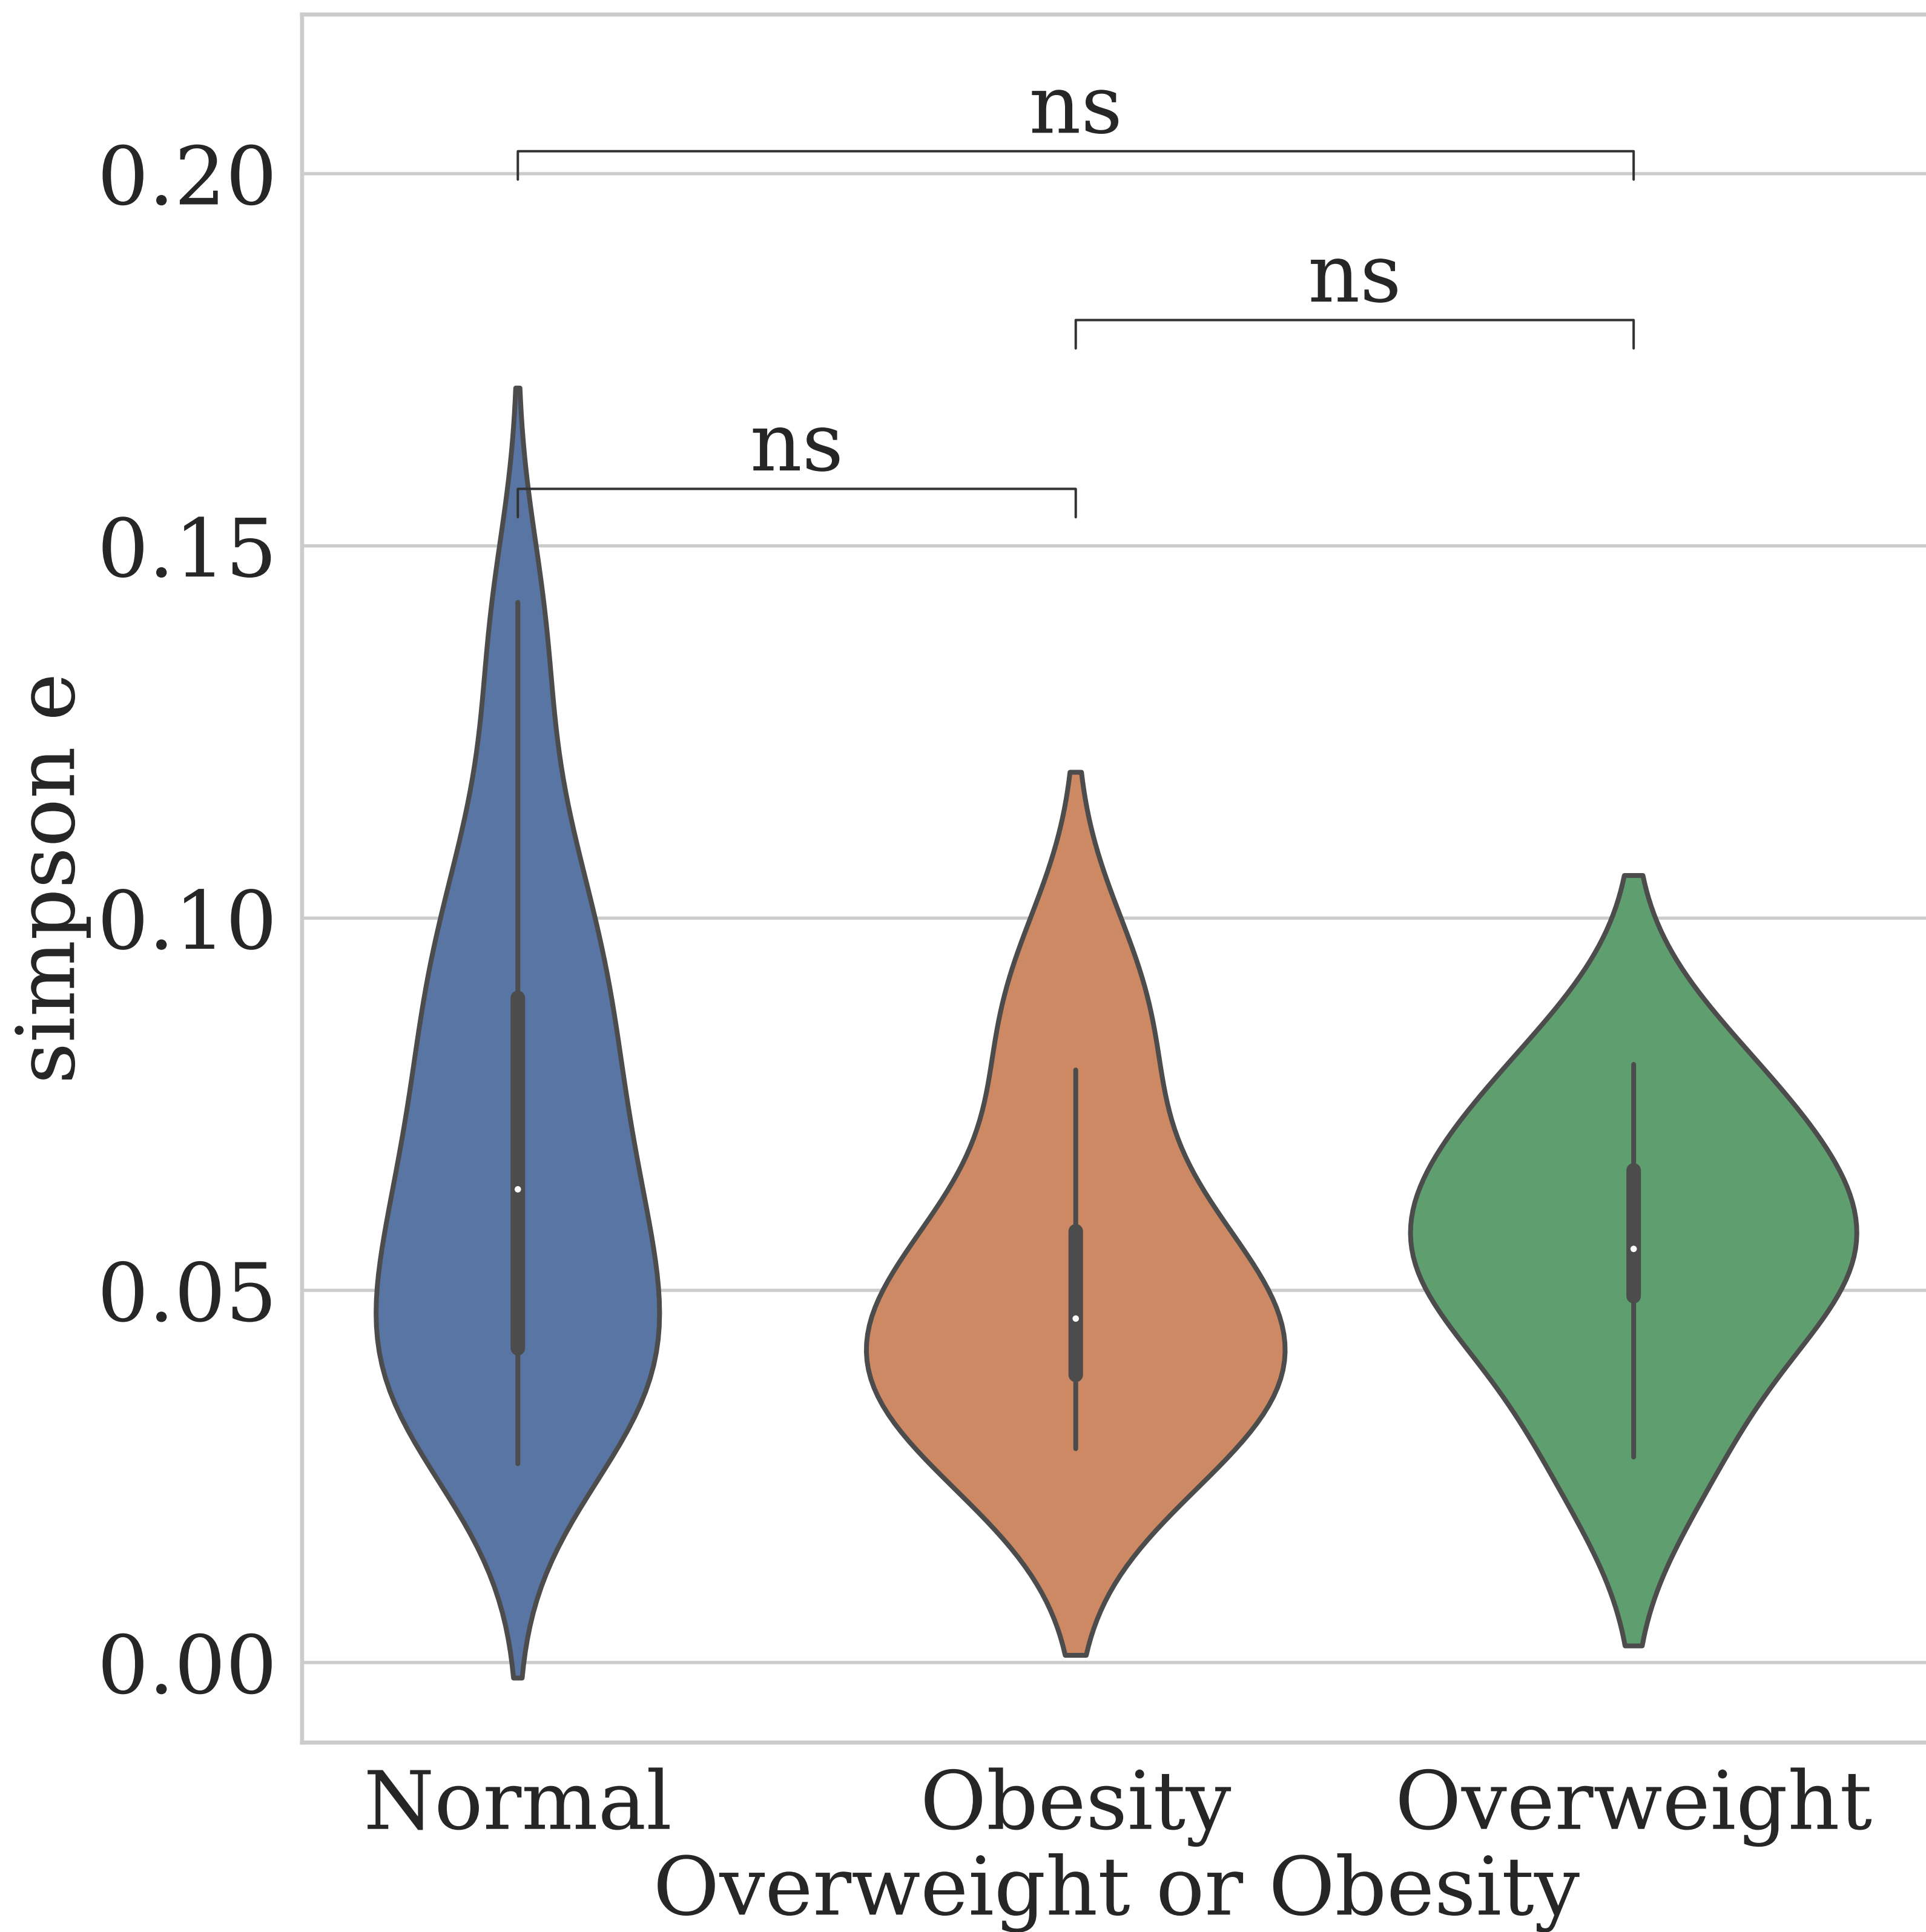 simpson e
0.20
0.15
0.10
0.05
0.00
ns
ns
ns
Normal
Obesity
Overweight
Overweight or Obesity